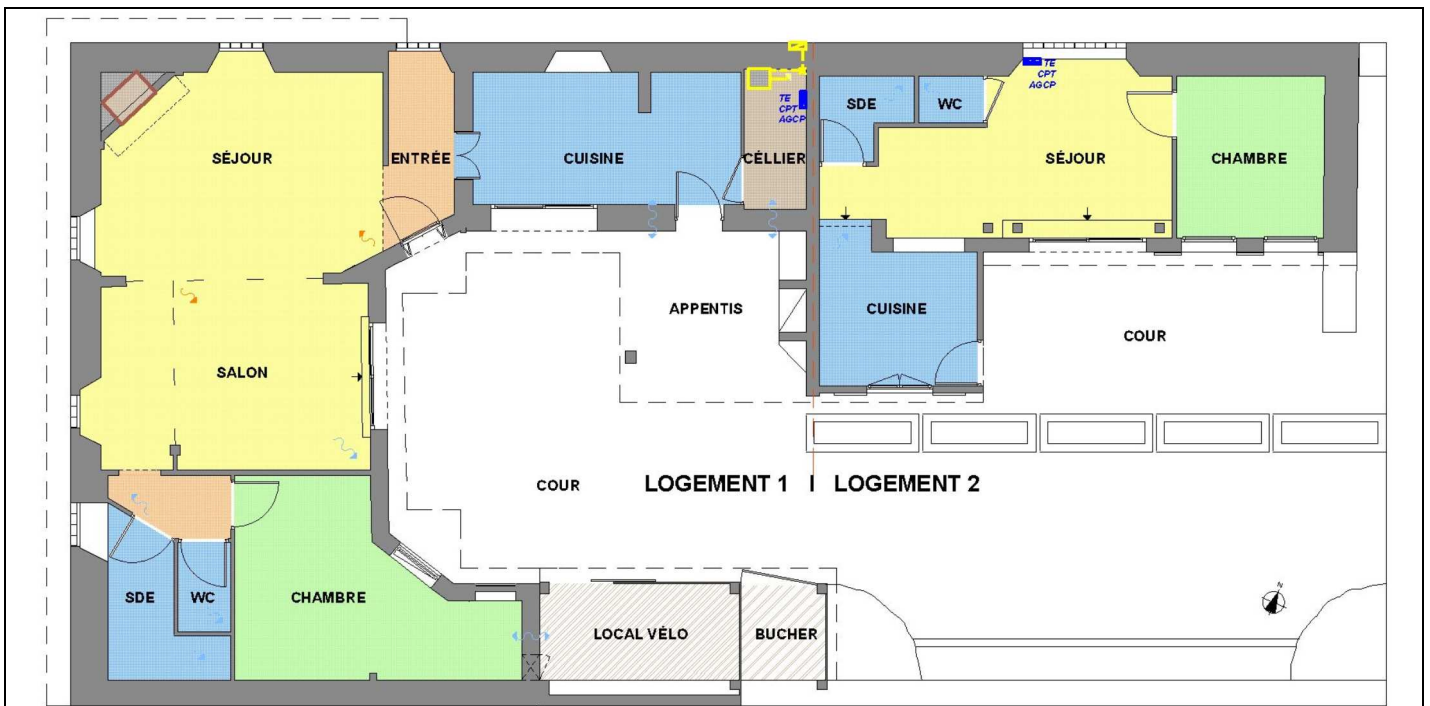 TE
CPT
AGCP
TE
CPT
AGCP
SDE
WC
SÉJOUR
ENTRÉE
CUISINE
CÉLLIER
SÉJOUR
CHAMBRE
APPENTIS
CUISINE
COUR
SALON
COUR
LOGEMENT 1 | LOGEMENT 2
SDE
WC
CHAMBRE
LOCAL VÉLO
BUCHER
N